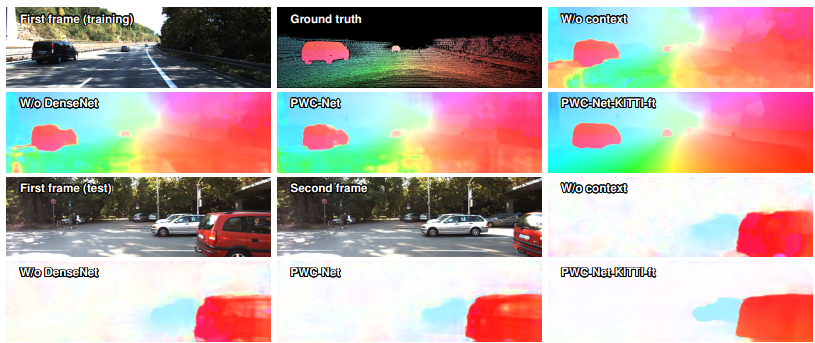 First frame (training)
Ground truth
W/o context
W/o DenseNet
PWC-Net
PWC-Net-KITTI-ft
First frame (test)
Second frame
W/o context
W/o DenseNet
PWC-Net
PWC-Net-KITTI-ft